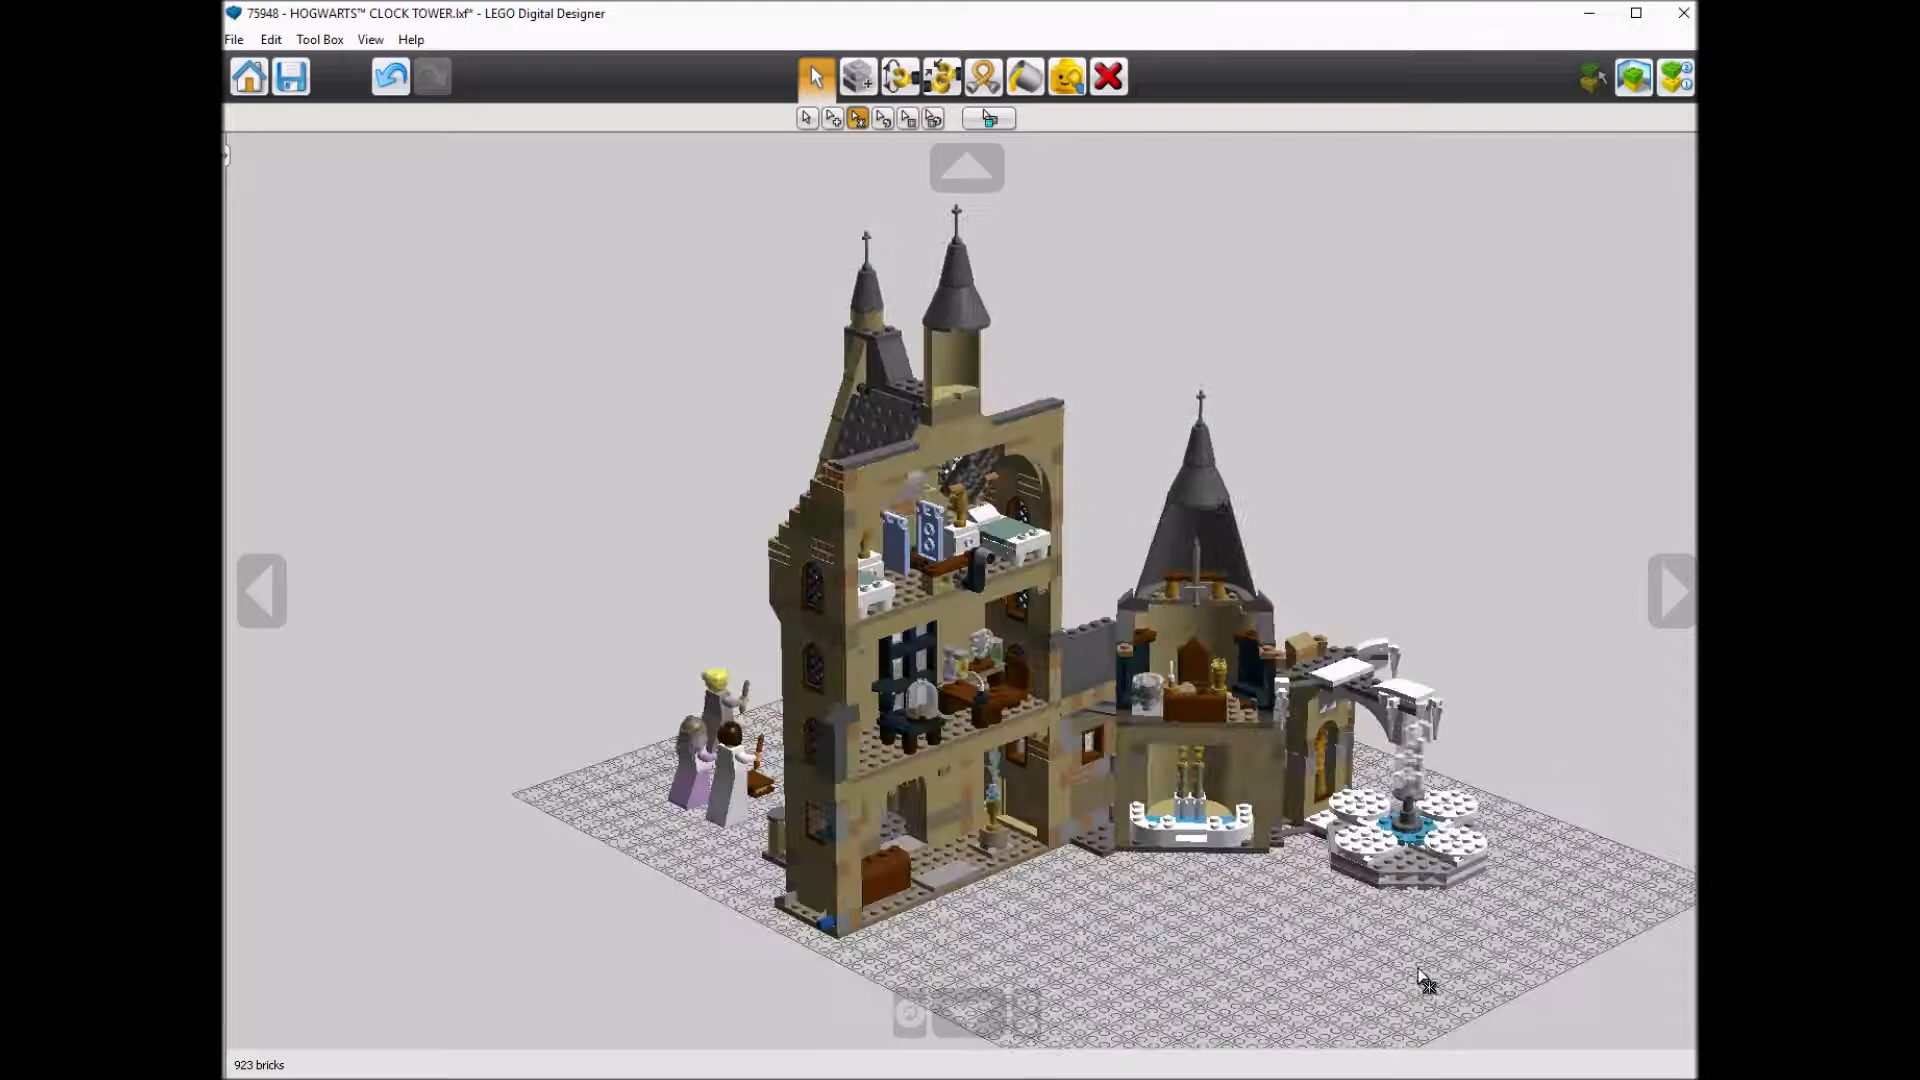 75948 - HOGWARTS™ CLOCK TOWER.lxf* - LEGO Digital Designer
File Edit Tool Box View Help
923 bricks